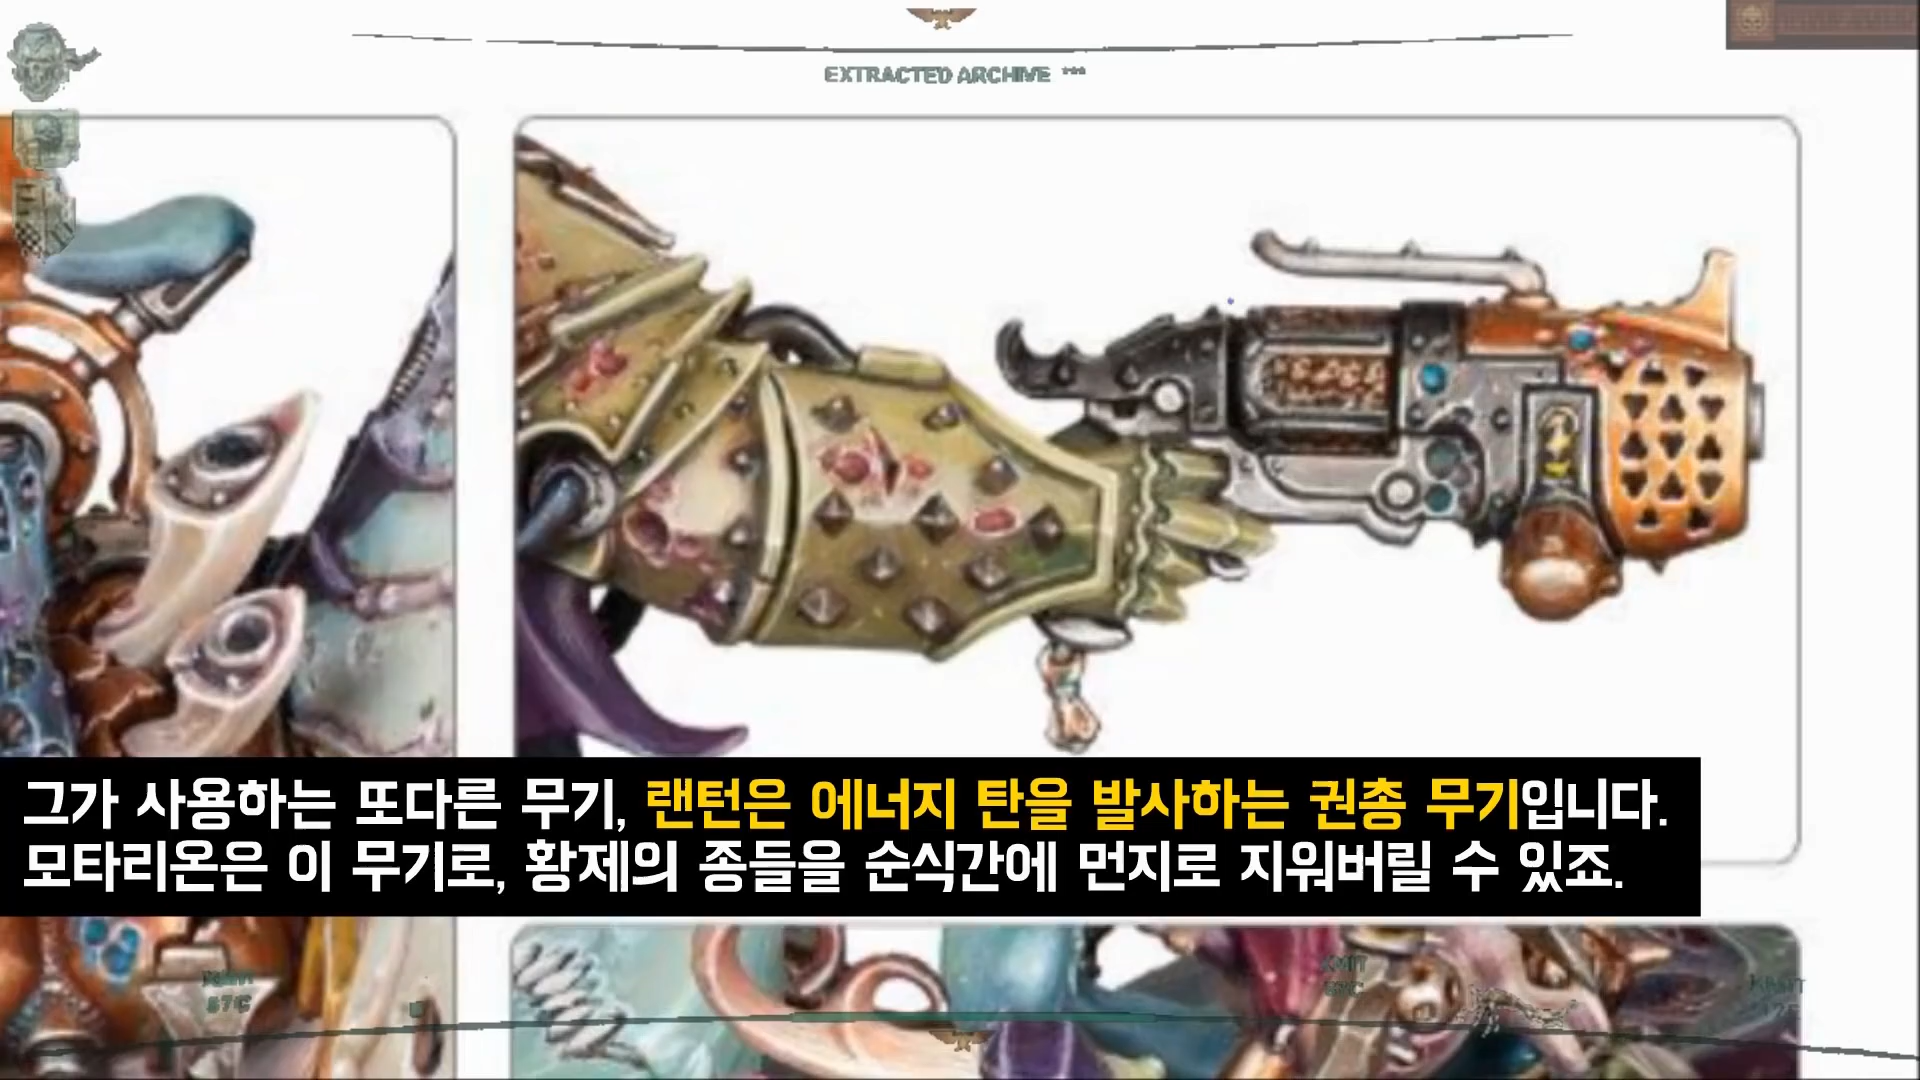 EXTRACTED ARCHIVE ***
그가 사용하는 또다른 무기, 랜턴은 에너지 탄을 발사하는 권총 무기입니다.
모타리온은 이 무기로, 황제의 종들을 순식간에 먼지로 지워버릴 수 있죠.